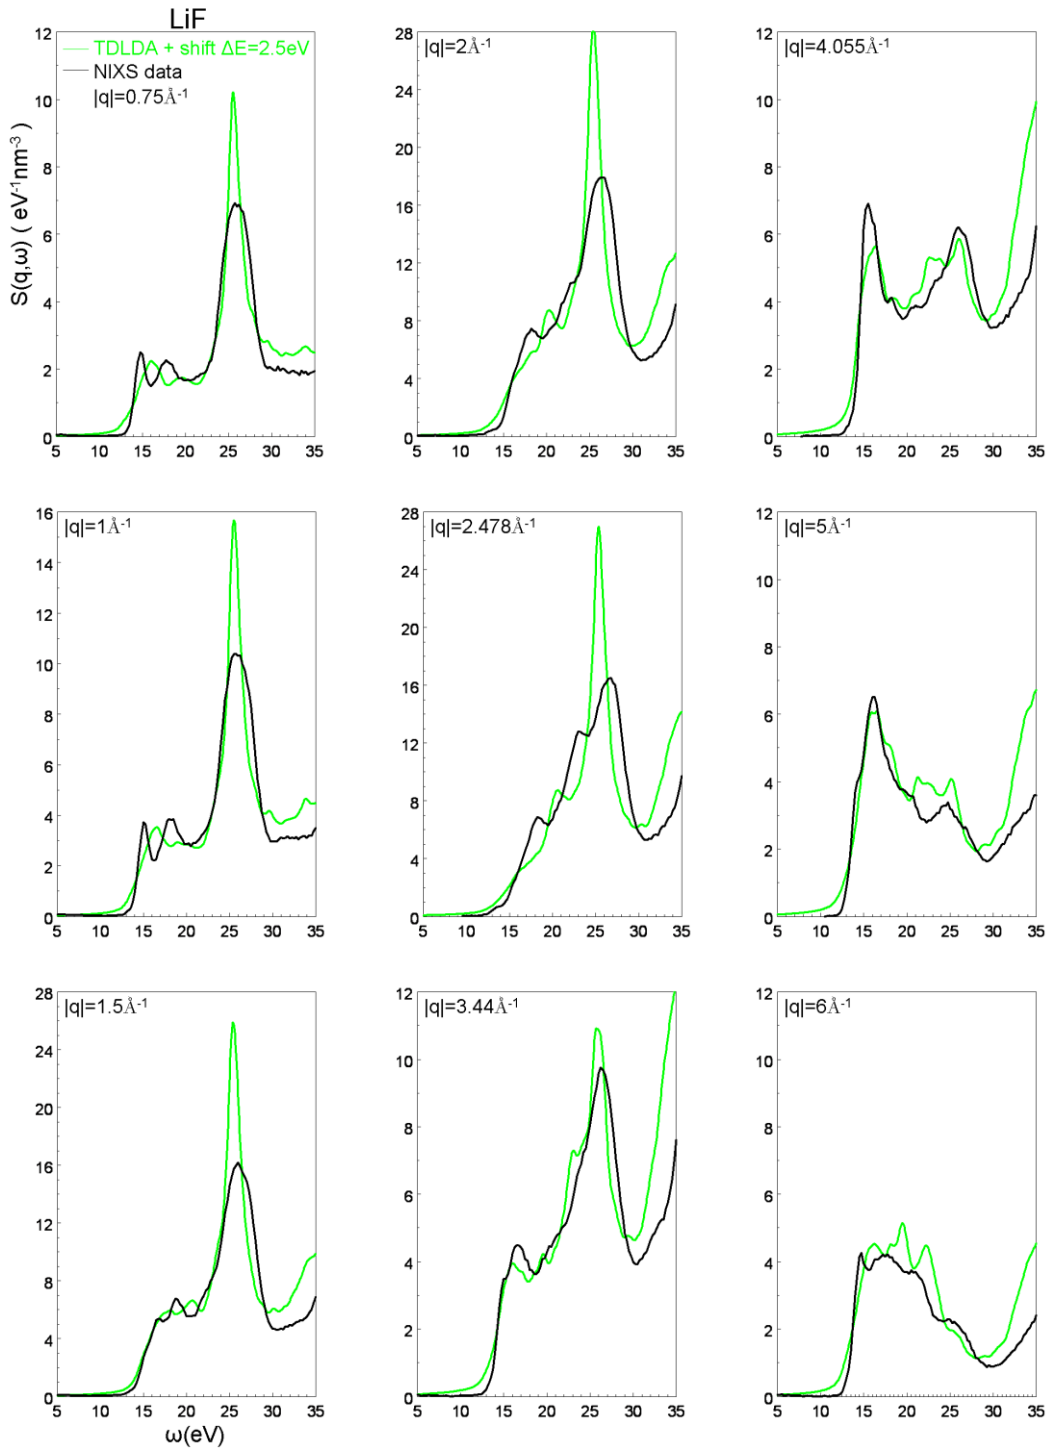 LiF
TDLDA + shift ΔE=2.5eV
NIXS data
|q|=0.75Å⁻¹
S(q,ω) ( eV⁻¹nm⁻³ )
12
10
8
6
4
2
0
5 10 15 20 25 30 35
|q|=2Å⁻¹
28
24
20
16
12
8
4
0
5 10 15 20 25 30 35
|q|=4.055Å⁻¹
12
10
8
6
4
2
0
5 10 15 20 25 30 35
|q|=1Å⁻¹
16
14
12
10
8
6
4
2
0
5 10 15 20 25 30 35
|q|=2.478Å⁻¹
28
24
20
16
12
8
4
0
5 10 15 20 25 30 35
|q|=5Å⁻¹
12
10
8
6
4
2
0
5 10 15 20 25 30 35
|q|=1.5Å⁻¹
28
24
20
16
12
8
4
0
5 10 15 20 25 30 35
ω(eV)
|q|=3.44Å⁻¹
12
10
8
6
4
2
0
5 10 15 20 25 30 35
|q|=6Å⁻¹
12
10
8
6
4
2
0
5 10 15 20 25 30 35